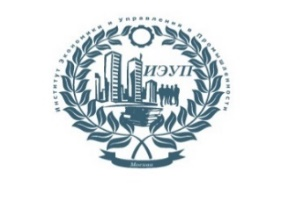 Институт Экономики и Управления в Промышленности
ИЭУП
Москва